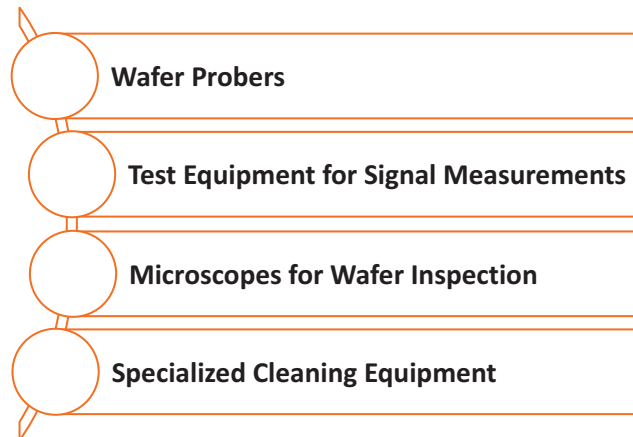 Wafer Probers
Test Equipment for Signal Measurements
Microscopes for Wafer Inspection
Specialized Cleaning Equipment